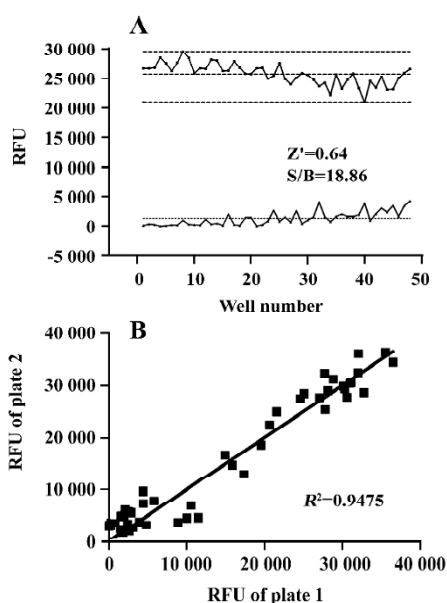 A
30 000
25 000
20 000
15 000
10 000
5 000
0
-5 000
RFU
Z'=0.64
S/B=18.86
0 10 20 30 40 50
Well number
B
40 000
30 000
20 000
10 000
0
RFU of plate 2
R²=0.9475
0 10 000 20 000 30 000 40 000
RFU of plate 1